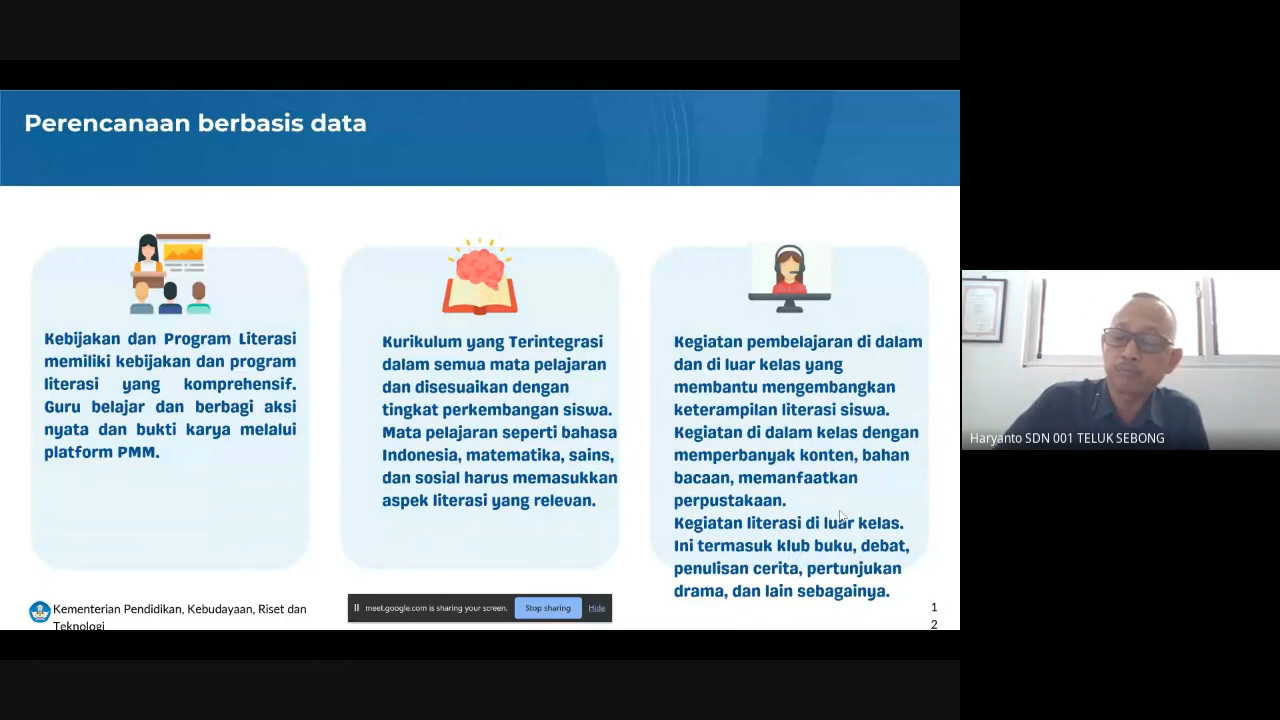 Perencanaan berbasis data
Kebijakan dan Program Literasi
memiliki kebijakan dan program
literasi yang komprehensif.
Guru belajar dan berbagi aksi
nyata dan bukti karya melalui
platform PMM.
Kurikulum yang Terintegrasi
dalam semua mata pelajaran
dan disesuaikan dengan
tingkat perkembangan siswa.
Mata pelajaran seperti bahasa
Indonesia, matematika, sains,
dan sosial harus memasukkan
aspek literasi yang relevan.
Kegiatan pembelajaran di dalam
dan di luar kelas yang
membantu mengembangkan
keterampilan literasi siswa.
Kegiatan di dalam kelas dengan
memperbanyak konten, bahan
bacaan, memanfaatkan
perpustakaan.
Kegiatan literasi di luar kelas.
Ini termasuk klub buku, debat,
penulisan cerita, pertunjukan
drama, dan lain sebagainya.
Kementerian Pendidikan, Kebudayaan, Riset dan
Teknologi
meet.google.com is sharing your screen.
Stop sharing
Hide
1
2
Haryanto SDN 001 TELUK SEBONG